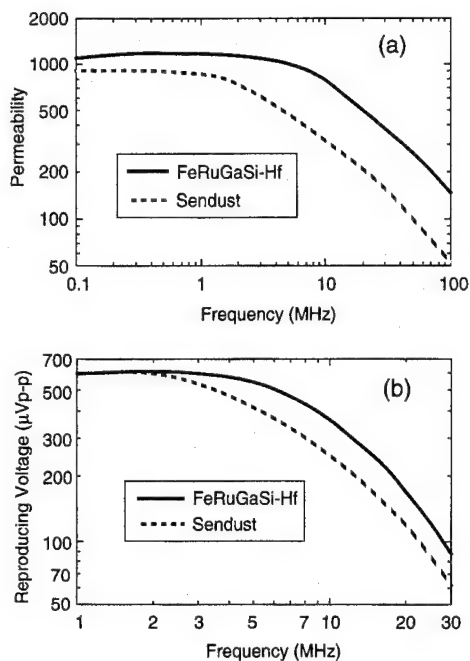 2000
(a)
1000
500
200
100
50
Permeability
FeRuGaSi-Hf
Sendust
0.1
1
10
100
Frequency (MHz)
700
(b)
500
300
200
100
70
50
Reproducing Voltage (µVp-p)
FeRuGaSi-Hf
Sendust
1
2
3
5
7
10
20
30
Frequency (MHz)